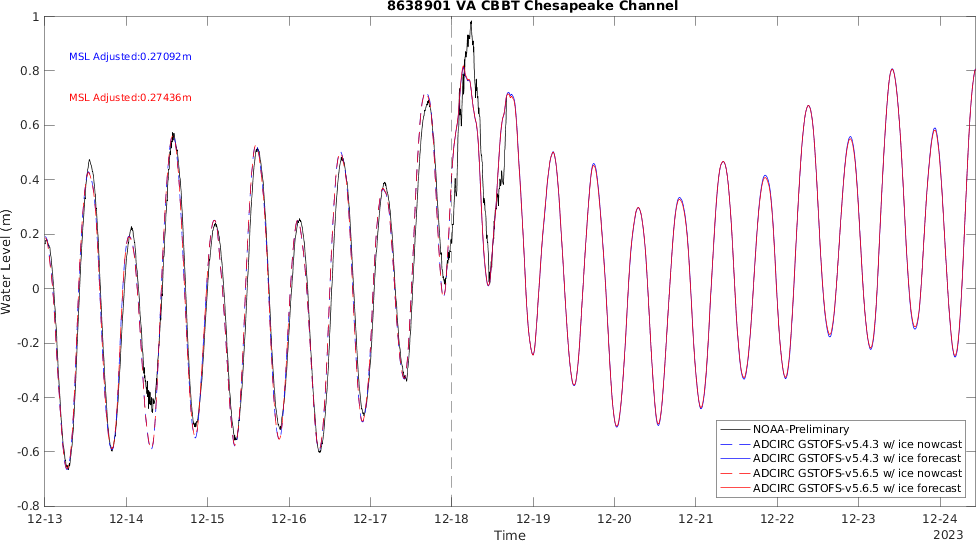 8638901 VA CBBT Chesapeake Channel
MSL Adjusted:0.27092m
MSL Adjusted:0.27436m
Water Level (m)
1
0.8
0.6
0.4
0.2
0
-0.2
-0.4
-0.6
-0.8
NOAA-Preliminary
ADCIRC GSTOFS-v5.4.3 w/ ice nowcast
ADCIRC GSTOFS-v5.4.3 w/ ice forecast
ADCIRC GSTOFS-v5.6.5 w/ ice nowcast
ADCIRC GSTOFS-v5.6.5 w/ ice forecast
12-13 12-14 12-15 12-16 12-17 12-18 12-19 12-20 12-21 12-22 12-23 12-24
Time
2023